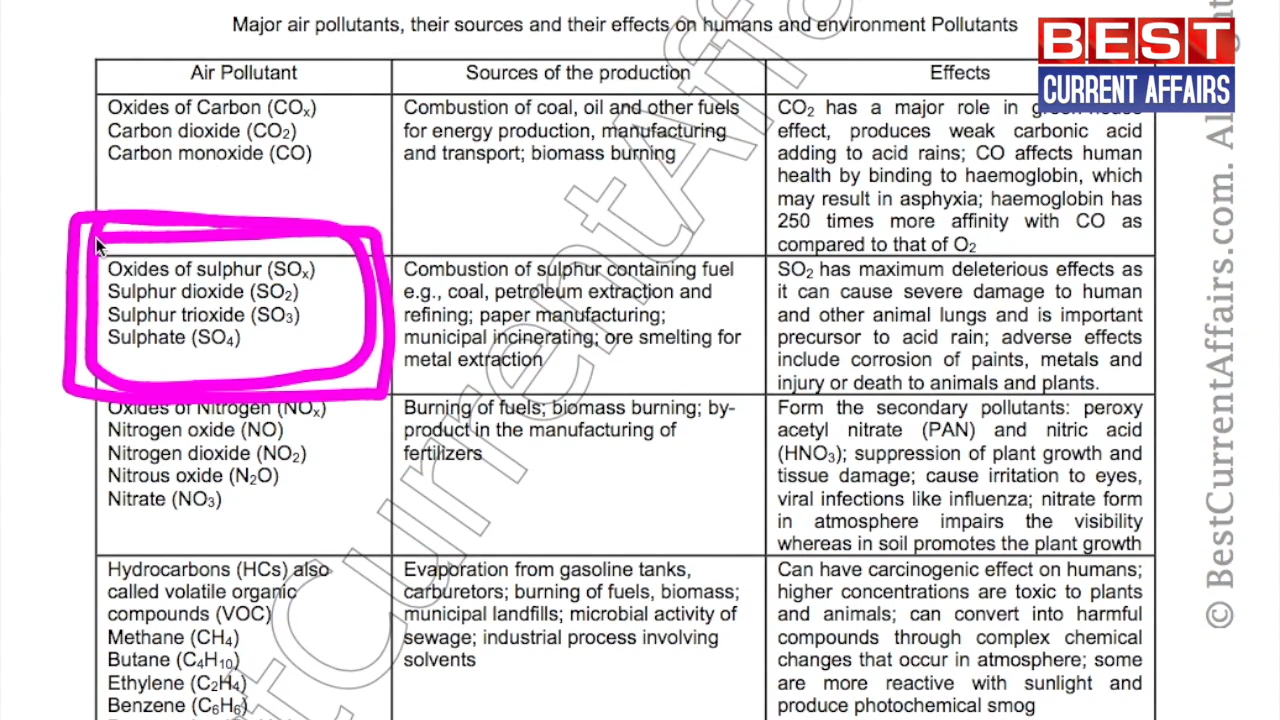 Major air pollutants, their sources and their effects on humans and environment Pollutants
BEST
CURRENT AFFAIRS
Air Pollutant
Sources of the production
Effects
Oxides of Carbon (COx)
Carbon dioxide (CO2)
Carbon monoxide (CO)
Combustion of coal, oil and other fuels
for energy production, manufacturing
and transport; biomass burning
CO2 has a major role in green house
effect, produces weak carbonic acid
adding to acid rains; CO affects human
health by binding to haemoglobin, which
may result in asphyxia; haemoglobin has
250 times more affinity with CO as
compared to that of O2
Oxides of sulphur (SOx)
Sulphur dioxide (SO2)
Sulphur trioxide (SO3)
Sulphate (SO4)
Combustion of sulphur containing fuel
e.g., coal, petroleum extraction and
refining; paper manufacturing;
municipal incinerating; ore smelting for
metal extraction
SO2 has maximum deleterious effects as
it can cause severe damage to human
and other animal lungs and is important
precursor to acid rain; adverse effects
include corrosion of paints, metals and
injury or death to animals and plants.
Oxides of Nitrogen (NOx)
Nitrogen oxide (NO)
Nitrogen dioxide (NO2)
Nitrous oxide (N2O)
Nitrate (NO3)
Burning of fuels; biomass burning; by-
product in the manufacturing of
fertilizers
Form the secondary pollutants: peroxy
acetyl nitrate (PAN) and nitric acid
(HNO3); suppression of plant growth and
tissue damage; cause irritation to eyes,
viral infections like influenza; nitrate form
in atmosphere impairs the visibility
whereas in soil promotes the plant growth
Hydrocarbons (HCs) also
called volatile organic
compounds (VOC)
Methane (CH4)
Butane (C4H10)
Ethylene (C2H4)
Benzene (C6H6)
Evaporation from gasoline tanks,
carburetors; burning of fuels, biomass;
municipal landfills; microbial activity of
sewage; industrial process involving
solvents
Can have carcinogenic effect on humans;
higher concentrations are toxic to plants
and animals; can convert into harmful
compounds through complex chemical
changes that occur in atmosphere; some
are more reactive with sunlight and
produce photochemical smog
© BestCurrentAffairs.com.